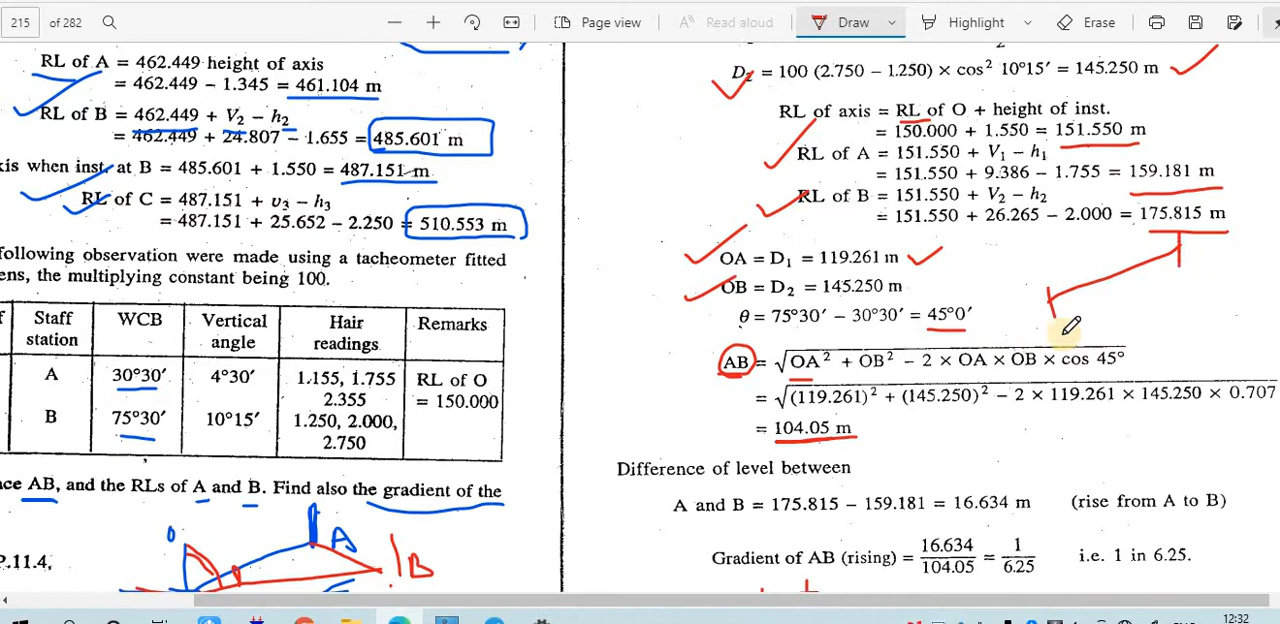 215 of 282 Page view Read aloud Draw Highlight Erase
RL of A = 462.449 height of axis
= 462.449 − 1.345 = 461.104 m
RL of B = 462.449 + V₂ − h₂
= 462.449 + 24.807 − 1.655 = 485.601 m
xis when inst. at B = 485.601 + 1.550 = 487.151 m
RL of C = 487.151 + υ₃ − h₃
= 487.151 + 25.652 − 2.250 = 510.553 m
following observation were made using a tacheometer fitted
ens, the multiplying constant being 100.
Staff station WCB Vertical angle Hair readings Remarks
A 30°30′ 4°30′ 1.155, 1.755 2.355 RL of O = 150.000
B 75°30′ 10°15′ 1.250, 2.000, 2.750
ce AB, and the RLs of A and B. Find also the gradient of the
O A B
P.11.4,
D₂ = 100 (2.750 − 1.250) × cos² 10°15′ = 145.250 m
RL of axis = RL of O + height of inst.
= 150.000 + 1.550 = 151.550 m
RL of A = 151.550 + V₁ − h₁
= 151.550 + 9.386 − 1.755 = 159.181 m
RL of B = 151.550 + V₂ − h₂
= 151.550 + 26.265 − 2.000 = 175.815 m
OA = D₁ = 119.261 m
OB = D₂ = 145.250 m
θ = 75°30′ − 30°30′ = 45°0′
AB = √OA² + OB² − 2 × OA × OB × cos 45°
= √(119.261)² + (145.250)² − 2 × 119.261 × 145.250 × 0.707
= 104.05 m
Difference of level between
A and B = 175.815 − 159.181 = 16.634 m (rise from A to B)
Gradient of AB (rising) = 16.634/104.05 = 1/6.25 i.e. 1 in 6.25.
12:32